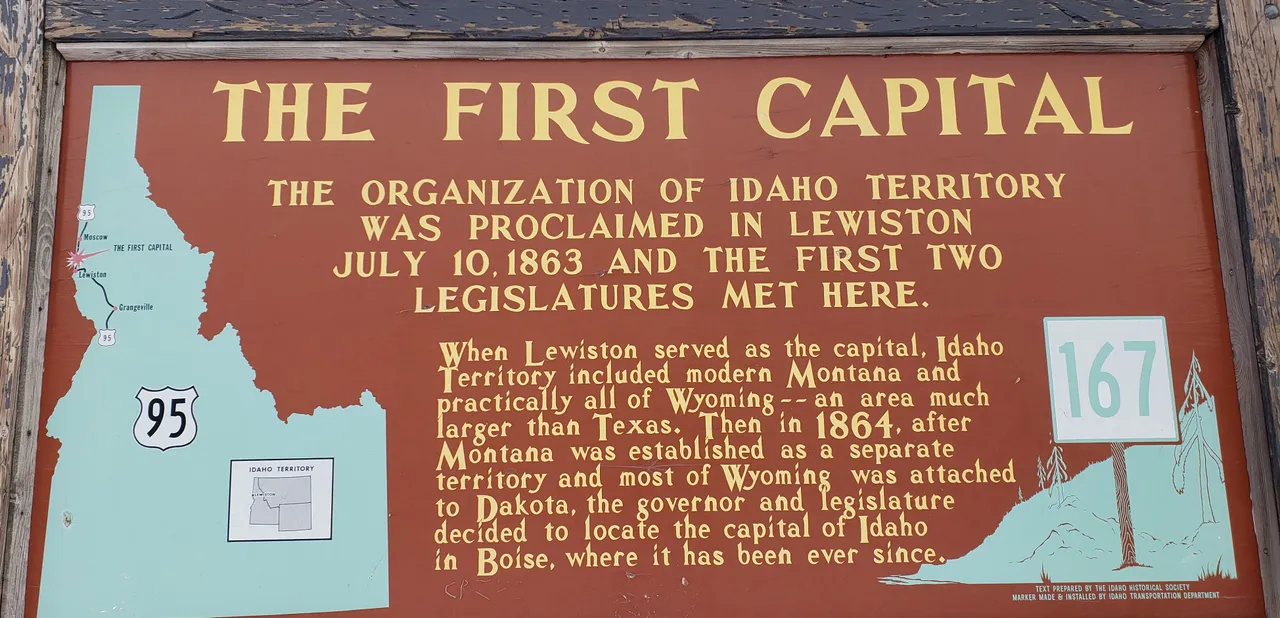 THE FIRST CAPITAL
THE ORGANIZATION OF IDAHO TERRITORY
WAS PROCLAIMED IN LEWISTON
JULY 10, 1863 AND THE FIRST TWO
LEGISLATURES MET HERE.
When Lewiston served as the capital, Idaho
Territory included modern Montana and
practically all of Wyoming -- an area much
larger than Texas. Then in 1864, after
Montana was established as a separate
territory and most of Wyoming was attached
to Dakota, the governor and legislature
decided to locate the capital of Idaho
in Boise, where it has been ever since.
95
Moscow
THE FIRST CAPITAL
Lewiston
Grangeville
95
95
IDAHO TERRITORY
LEWISTON
167
TEXT PREPARED BY THE IDAHO HISTORICAL SOCIETY
MARKER MADE & INSTALLED BY IDAHO TRANSPORTATION DEPARTMENT